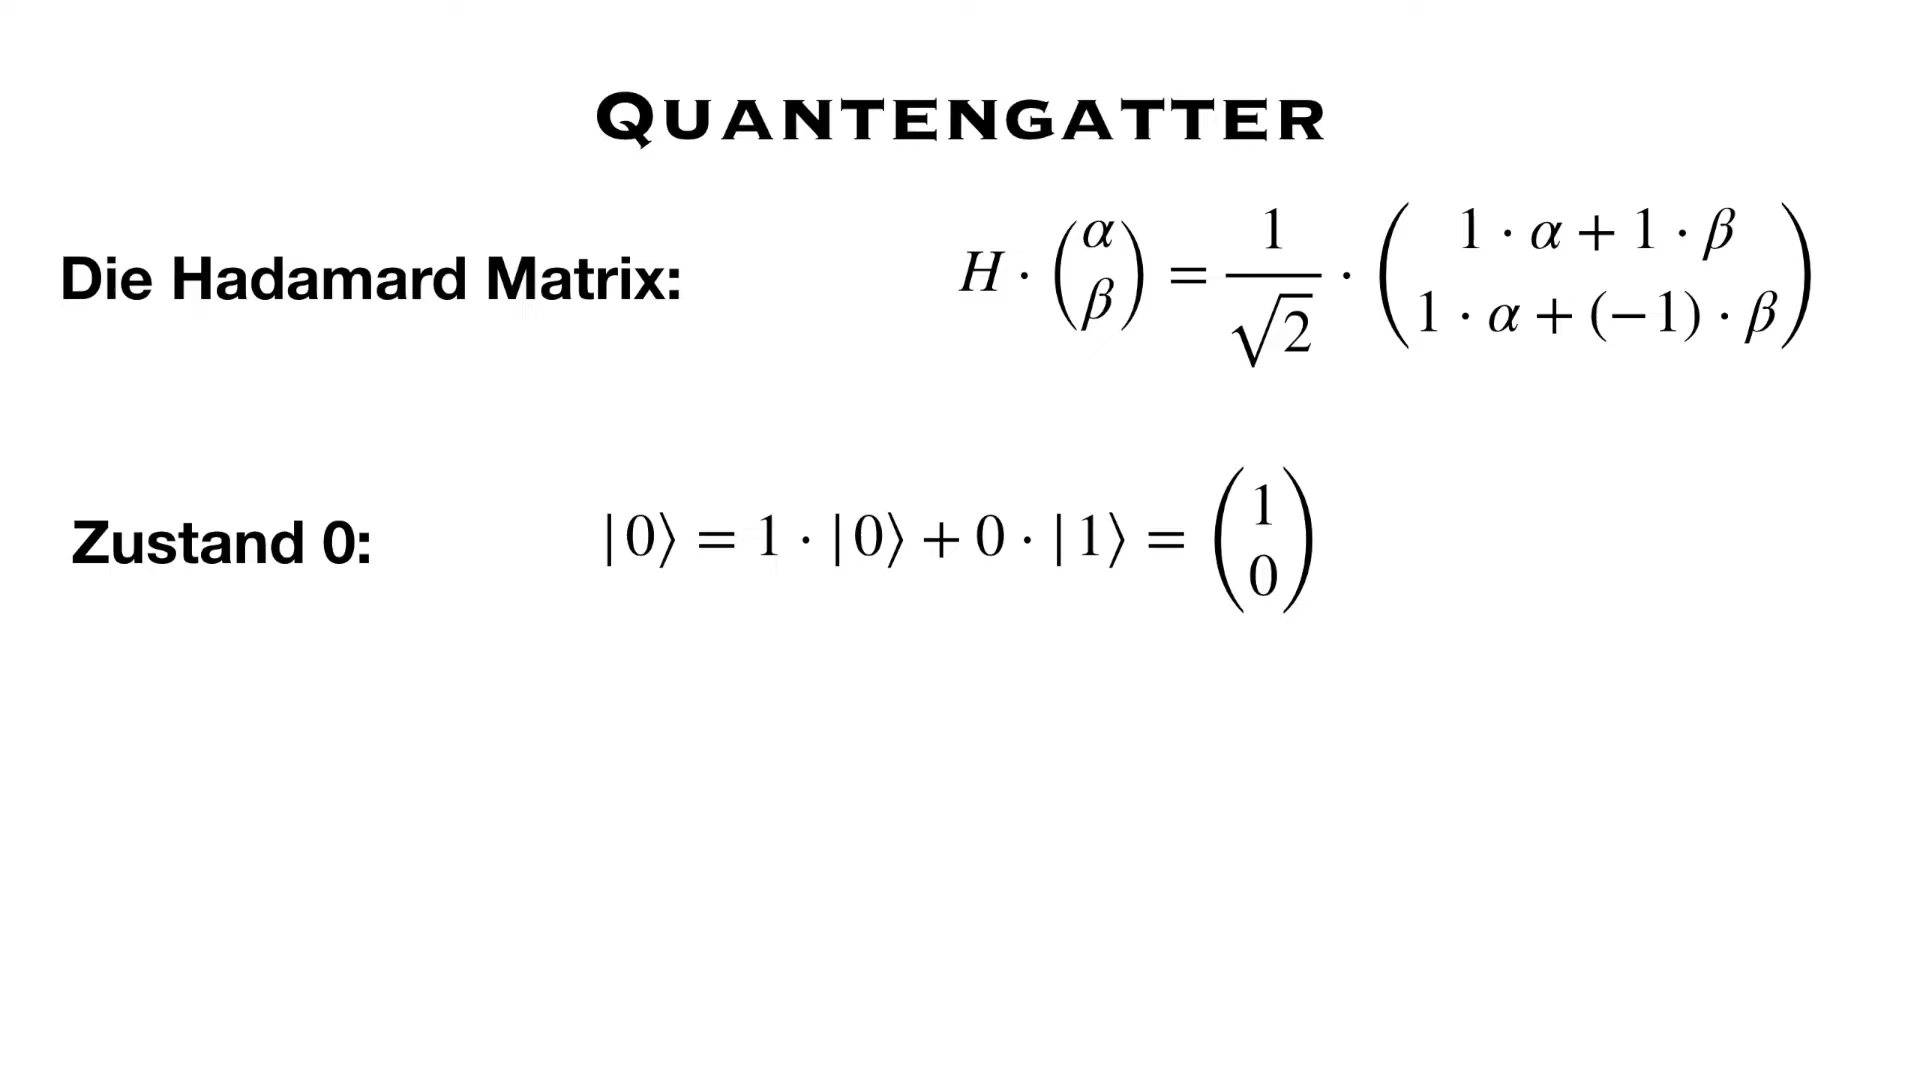 QUANTENGATTER
Die Hadamard Matrix: H · (α β) = 1/√2 · (1 · α + 1 · β
1 · α + (−1) · β)
Zustand 0: |0⟩ = 1 · |0⟩ + 0 · |1⟩ = (1 0)